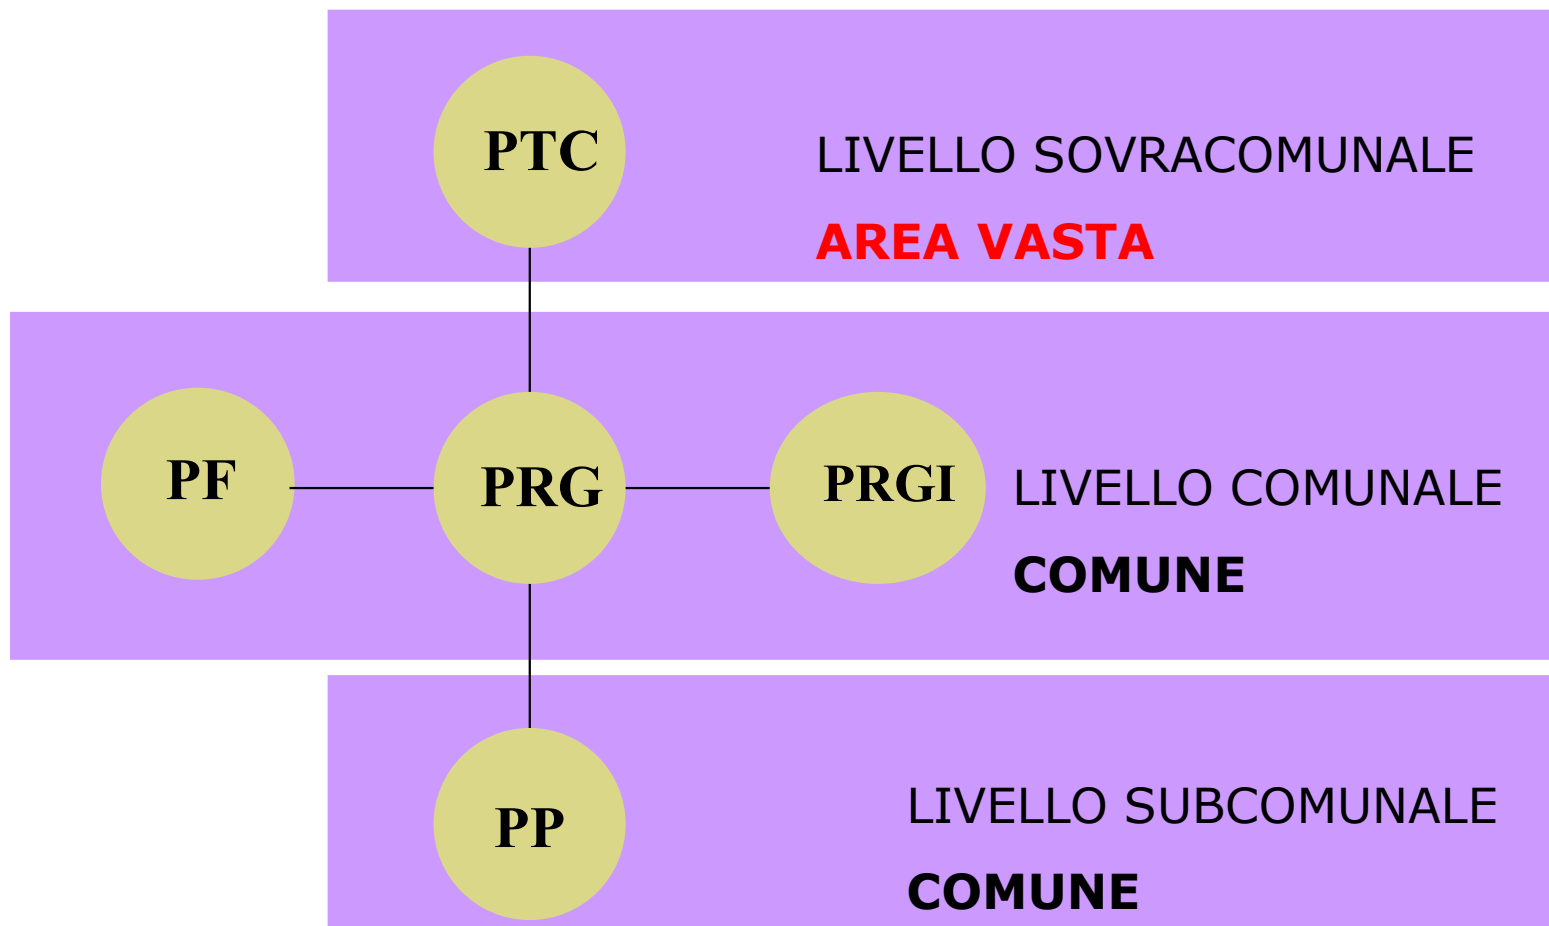 PTC
LIVELLO SOVRACOMUNALE
AREA VASTA
PF
PRG
PRGI
LIVELLO COMUNALE
COMUNE
PP
LIVELLO SUBCOMUNALE
COMUNE